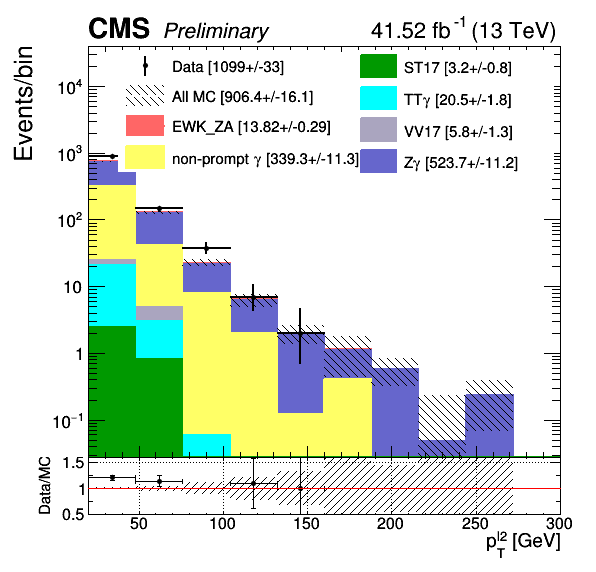 CMS Preliminary 41.52 fb⁻¹ (13 TeV)
Events/bin
Data [1099+/-33]
All MC [906.4+/-16.1]
EWK_ZA [13.82+/-0.29]
non-prompt γ [339.3+/-11.3]
ST17 [3.2+/-0.8]
TTγ [20.5+/-1.8]
VV17 [5.8+/-1.3]
Zγ [523.7+/-11.2]
10⁴
10³
10²
10
1
10⁻¹
Data/MC
1.5
1
0.5
50 100 150 200 250 300
p_T^l2 [GeV]